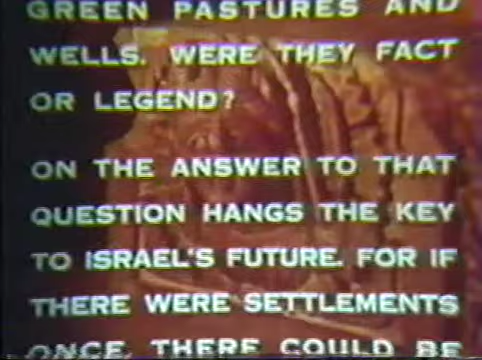 GREEN PASTURES AND
WELLS. WERE THEY FACT
OR LEGEND?
ON THE ANSWER TO THAT
QUESTION HANGS THE KEY
TO ISRAEL'S FUTURE. FOR IF
THERE WERE SETTLEMENTS
ONCE, THERE COULD BE